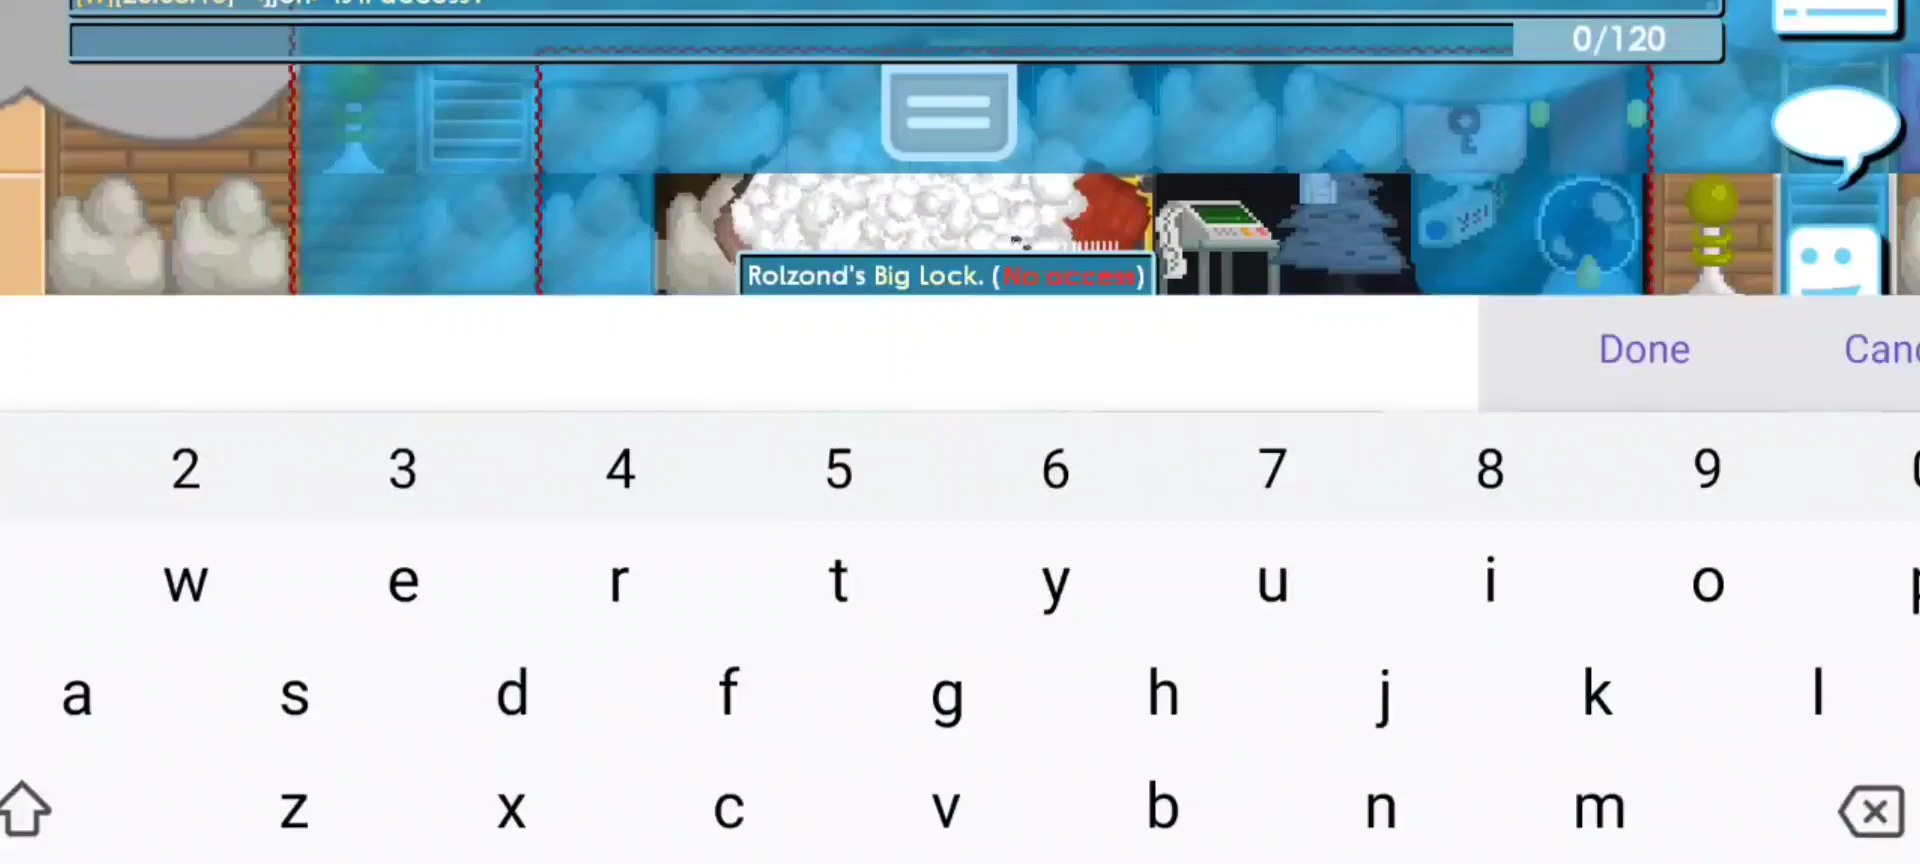 0/120
Rolzond's Big Lock. (No access)
Done
2 3 4 5 6 7 8 9
w e r t y u i o
a s d f g h j k l
z x c v b n m